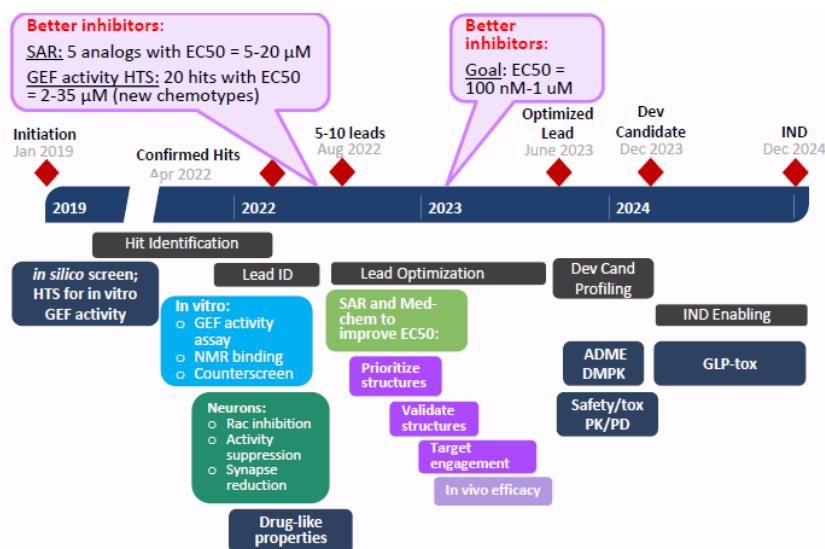 Better inhibitors:
SAR: 5 analogs with EC50 = 5-20 µM
GEF activity HTS: 20 hits with EC50
= 2-35 µM (new chemotypes)
Better
inhibitors:
Goal: EC50 =
100 nM-1 uM
Initiation
Jan 2019
Confirmed Hits
Apr 2022
5-10 leads
Aug 2022
Optimized
Lead
June 2023
Dev
Candidate
Dec 2023
IND
Dec 2024
2019
2022
2023
2024
Hit Identification
Lead ID
Lead Optimization
Dev Cand
Profiling
IND Enabling
in silico screen;
HTS for in vitro
GEF activity
In vitro:
o GEF activity
assay
o NMR binding
o Counterscreen
SAR and Med-
chem to
improve EC50:
Prioritize
structures
Validate
structures
Target
engagement
In vivo efficacy
ADME
DMPK
GLP-tox
Safety/tox
PK/PD
Neurons:
o Rac inhibition
o Activity
suppression
o Synapse
reduction
Drug-like
properties